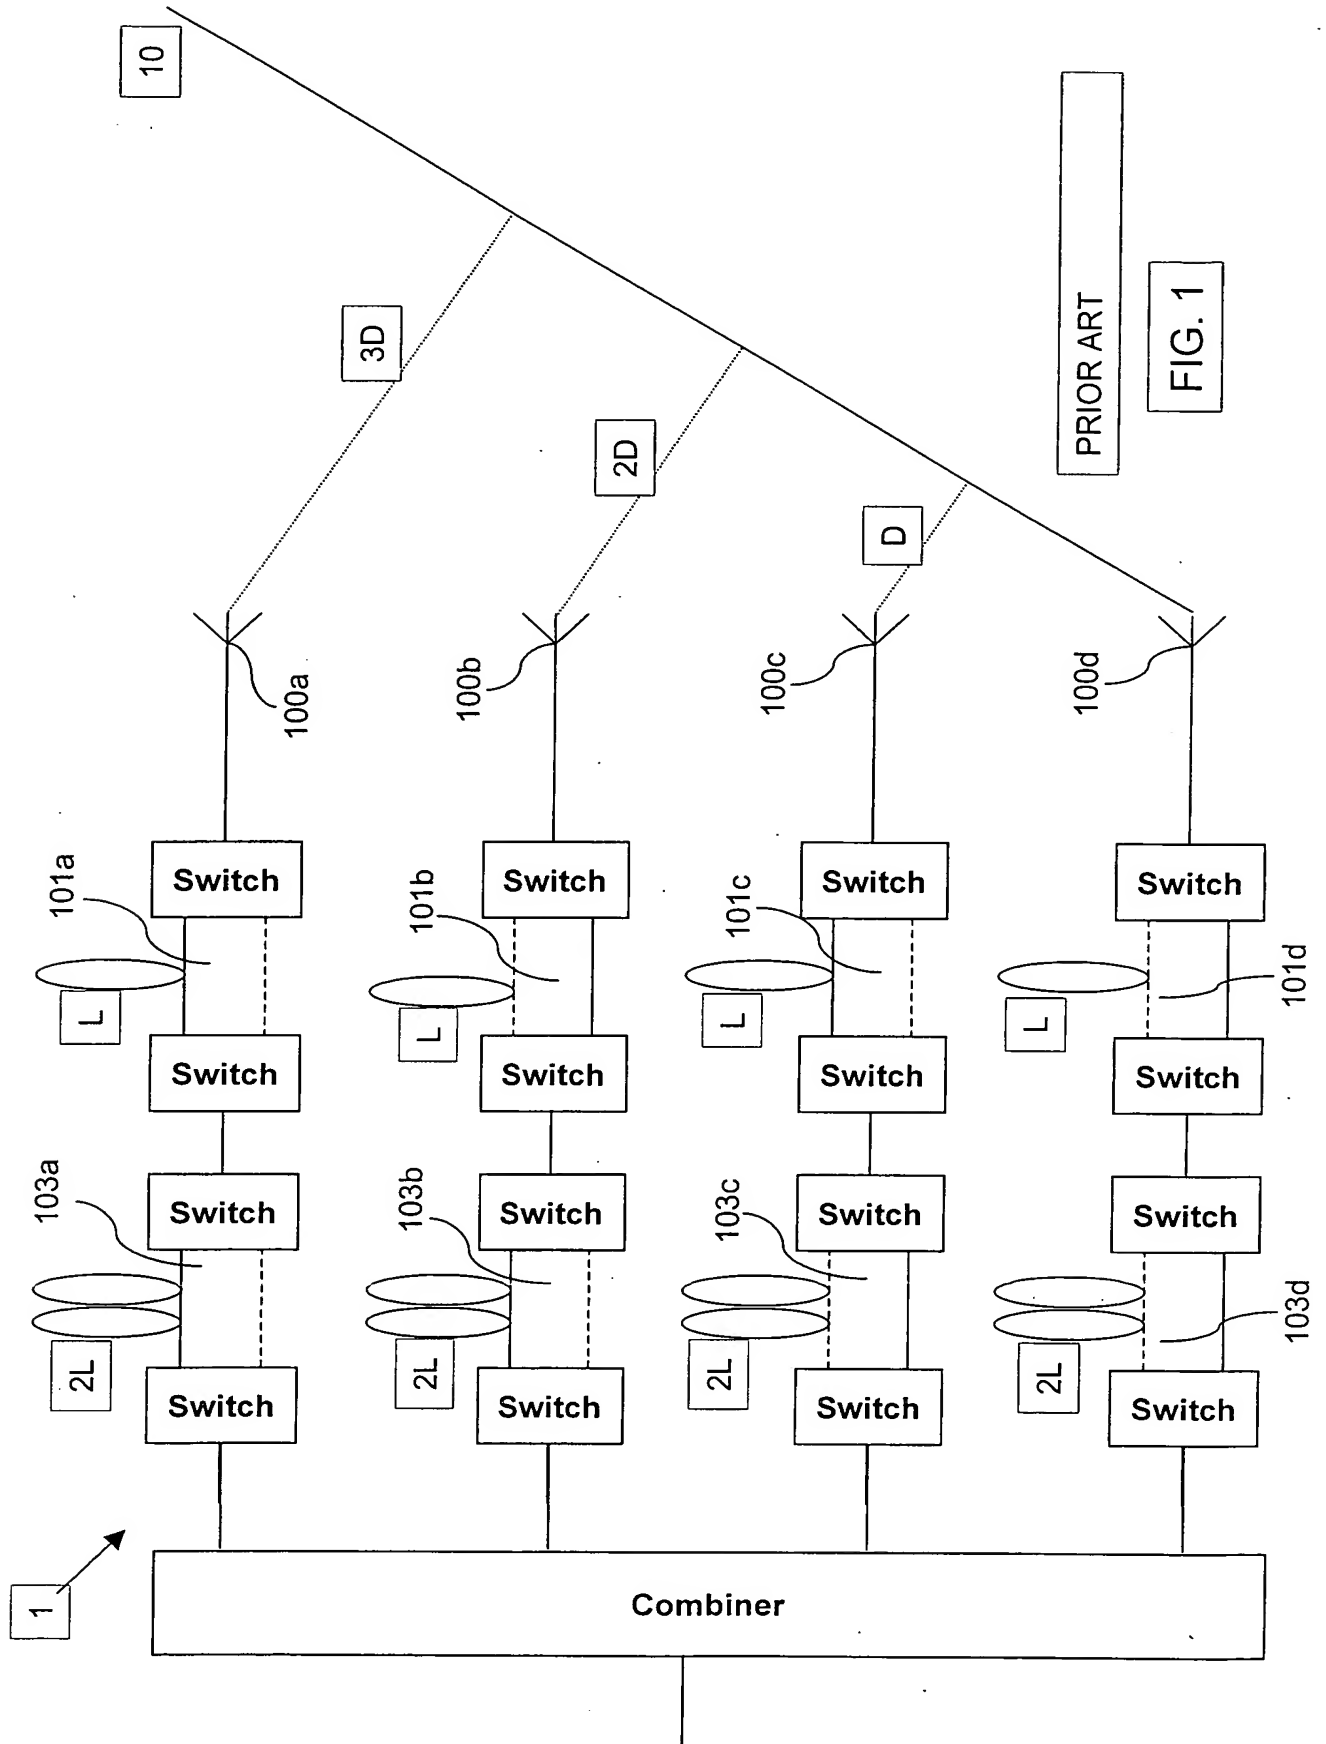 10
3D
2D
D
PRIOR ART
FIG. 1
100a
100b
100c
100d
Switch
Switch
Switch
Switch
101a
101b
101c
101d
L
L
L
L
Switch
Switch
Switch
Switch
103a
103b
103c
103d
Switch
Switch
Switch
Switch
2L
2L
2L
2L
Switch
Switch
Switch
Switch
1
Combiner